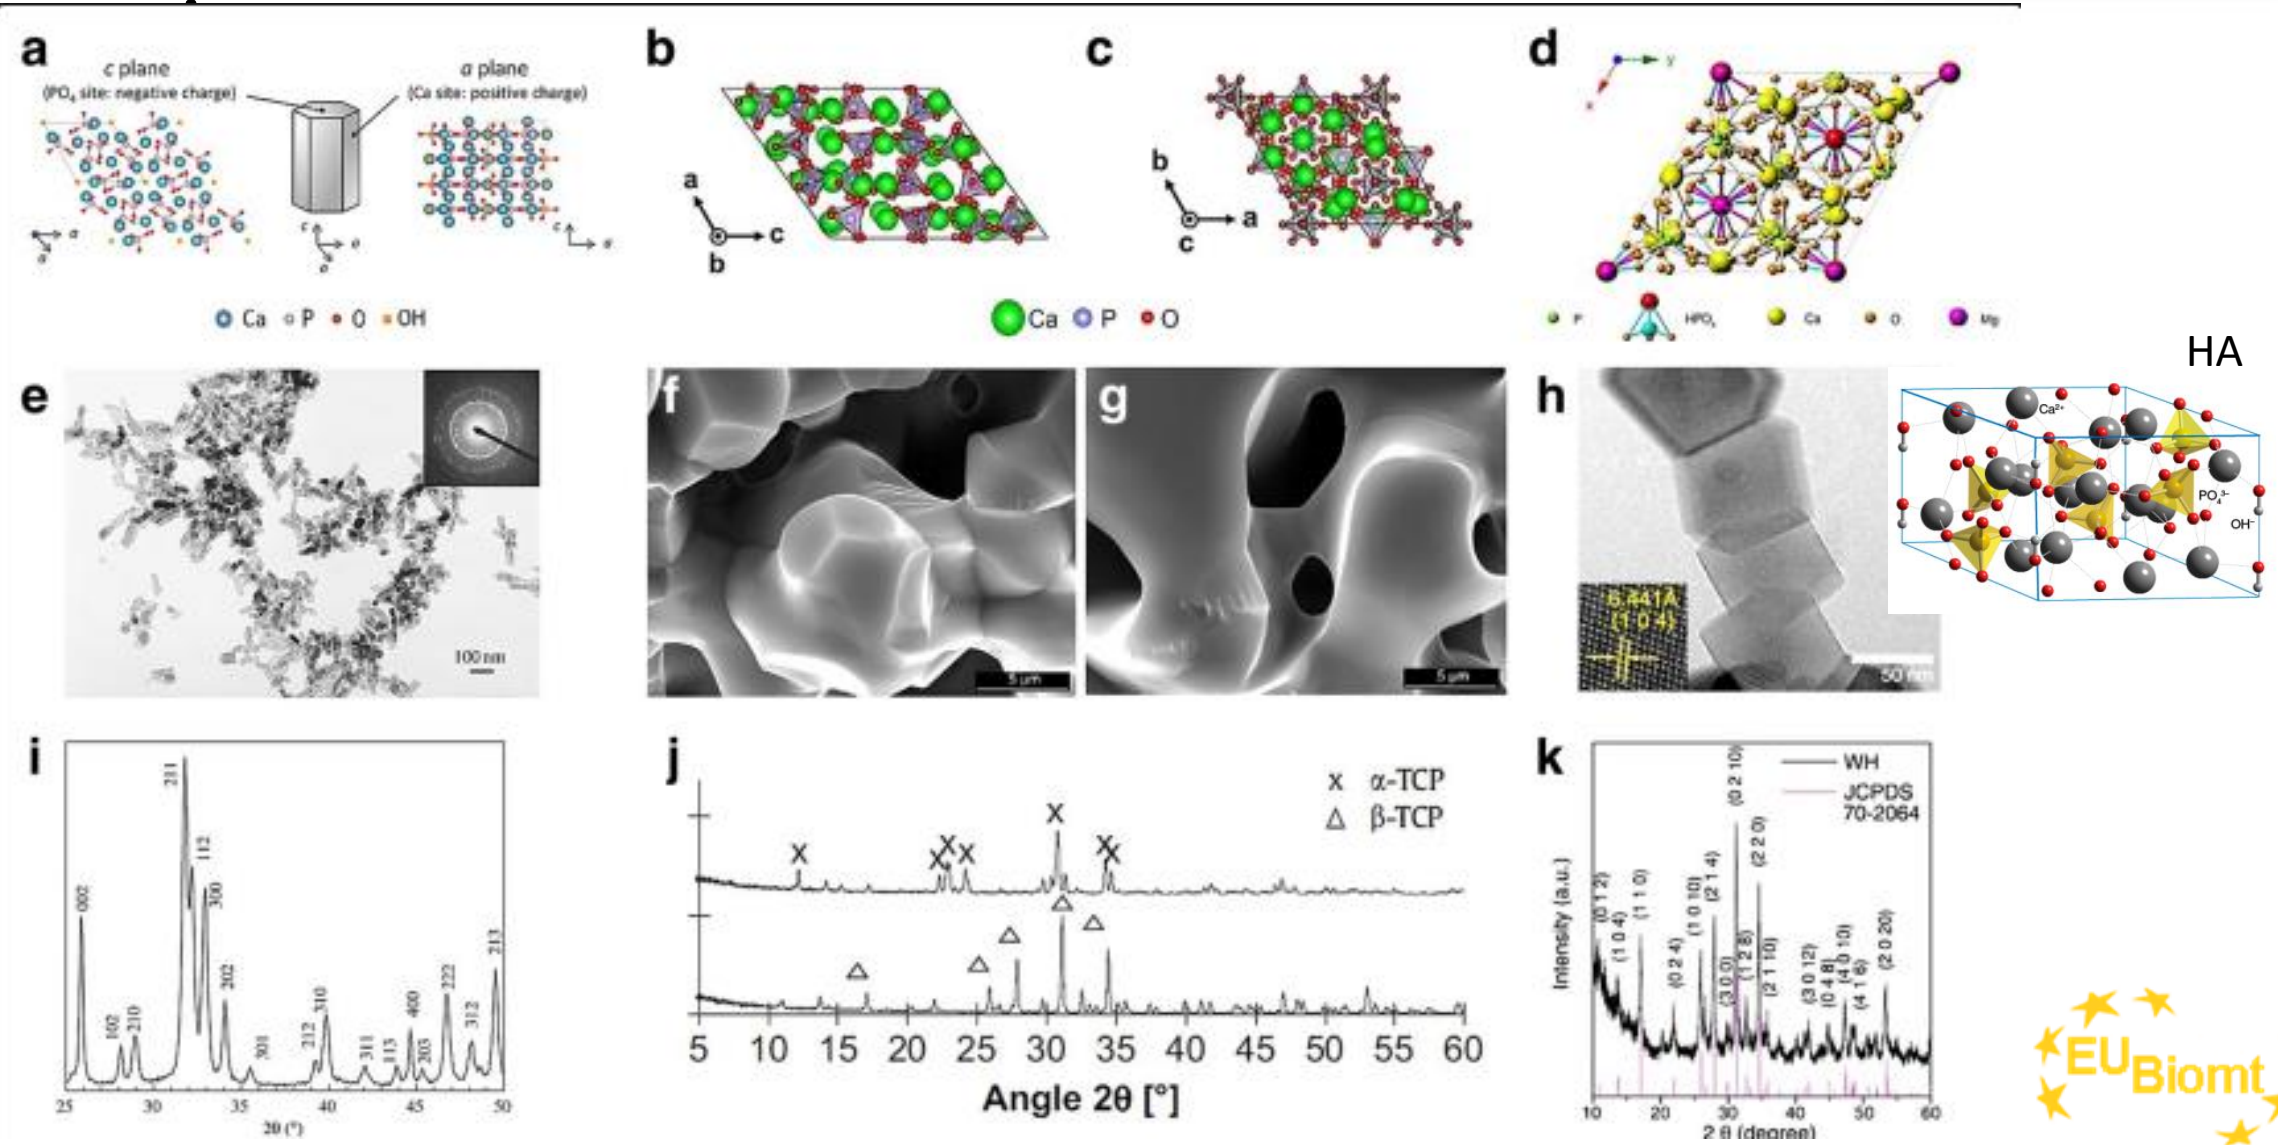 a
c plane
(PO4 site: negative charge)
a plane
(Ca site: positive charge)
a
c
a
c
Ca P O OH
b
a
c
b
c
b
a
c
Ca P O
d
y
P HPO4 Ca O Mg
HA
Ca2+
PO43-
OH-
e
100 nm
f
5 µm
g
5 µm
h
6.441Å
(1 0 4)
50 nm
i
002
102
210
211
112
300
202
301
212
310
311
113
400
203
222
312
213
25 30 35 40 45 50
2θ (°)
j
x α-TCP
△ β-TCP
X X X X X X X
△ △ △ △ △
5 10 15 20 25 30 35 40 45 50 55 60
Angle 2θ [°]
k
WH
JCPDS
70-2064
Intensity (a.u.)
(0 1 2)
(1 0 4)
(1 1 0)
(0 2 4)
(1 0 10)
(2 1 4)
(3 0 0)
(0 2 10)
(1 2 8)
(2 2 0)
(2 1 10)
(3 0 12)
(0 4 8)
(4 0 10)
(4 1 6)
(2 0 20)
10 20 30 40 50 60
2 θ (degree)
EUBiomt